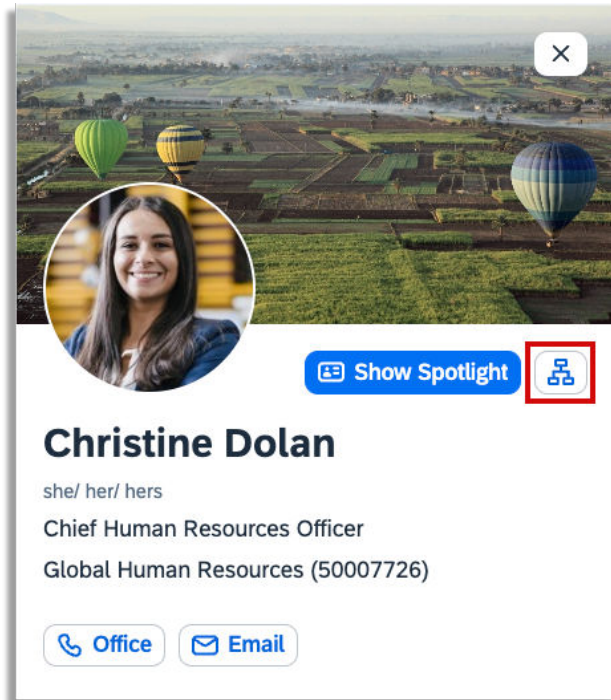 Show Spotlight
Christine Dolan
she/ her/ hers
Chief Human Resources Officer
Global Human Resources (50007726)
Office Email